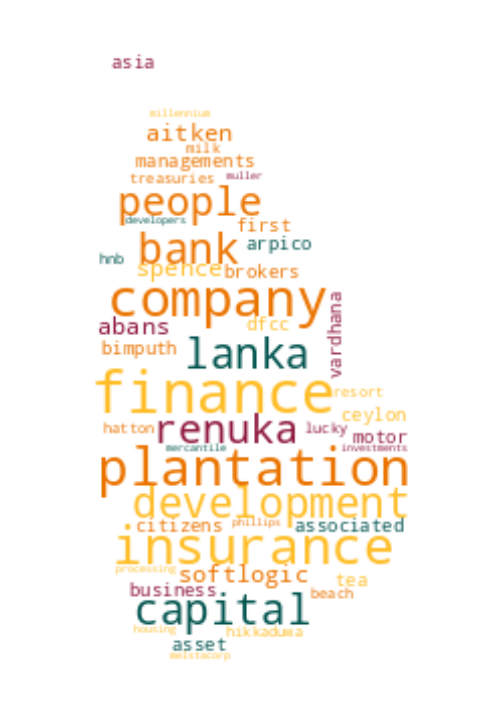 asia
millennium
aitken
milk
managements
treasuries muller
people
developers
first
arpico
bank
hnb
spence brokers
company
vardhana
abans dfcc
bimputh lanka
finance resort
ceylon
hatton renuka lucky motor
mercantile investments
plantation
development
citizens phillips associated
insurance
processing softlogic
tea
business beach
capital
housing hikkaduwa
asset
melstacorp